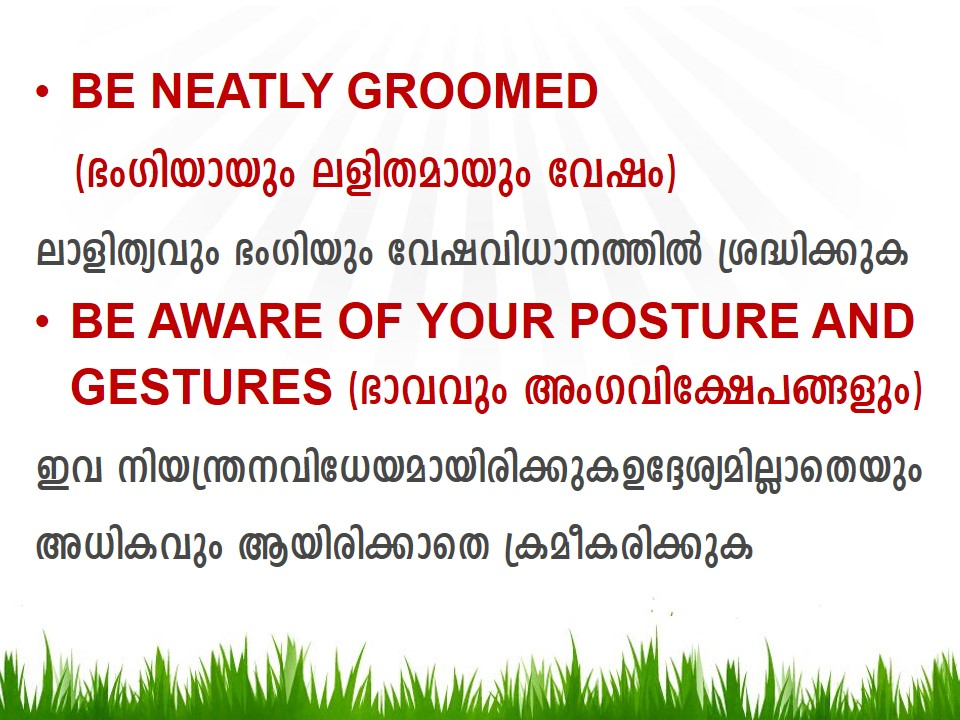 • BE NEATLY GROOMED
(ഭംഗിയായും ലളിതമായും വേഷം)
ലാളിത്യവും ഭംഗിയും വേഷവിധാനത്തിൽ ശ്രദ്ധിക്കുക
• BE AWARE OF YOUR POSTURE AND
GESTURES (ഭാവവും അംഗവിക്ഷേപങ്ങളും)
ഇവ നിയന്ത്രനവിധേയമായിരിക്കുകഉദ്ദേശ്യമില്ലാതെയും
അധികവും ആയിരിക്കാതെ ക്രമീകരിക്കുക